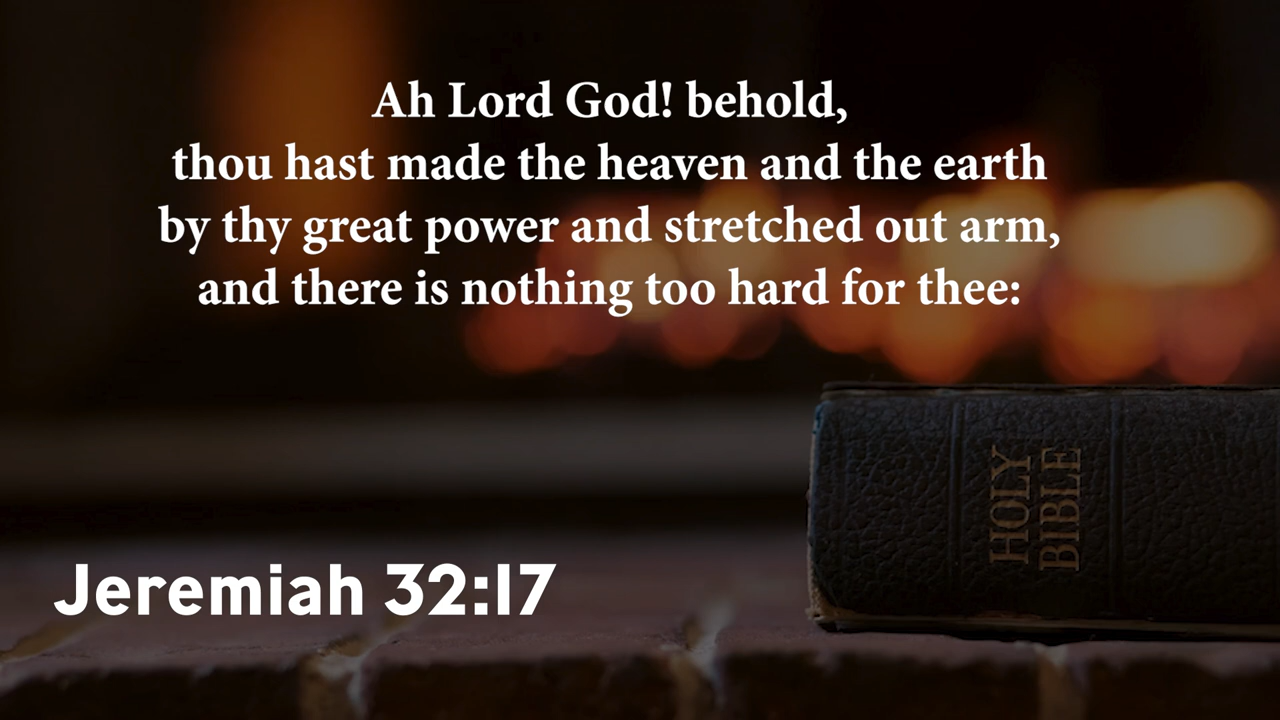 Ah Lord God! behold,
thou hast made the heaven and the earth
by thy great power and stretched out arm,
and there is nothing too hard for thee:
HOLY
BIBLE
Jeremiah 32:17